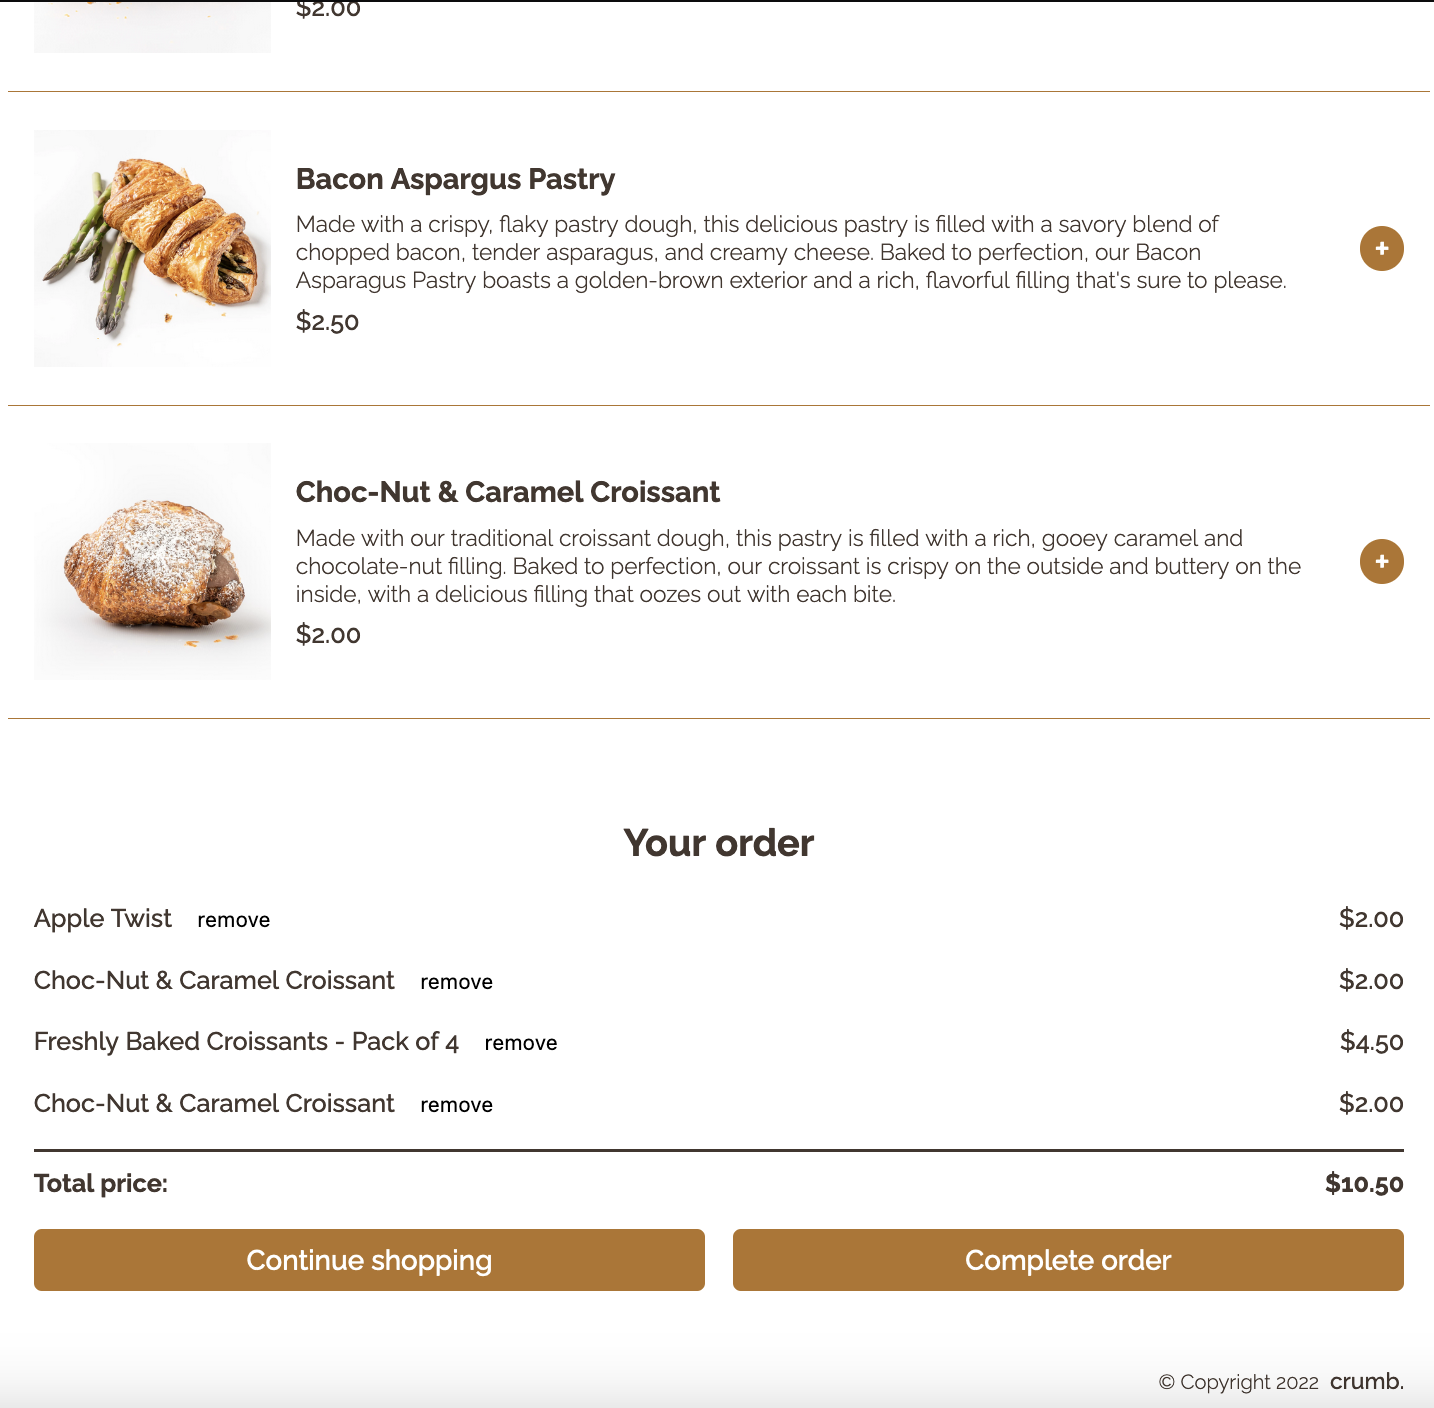 $2.00
Bacon Aspargus Pastry
Made with a crispy, flaky pastry dough, this delicious pastry is filled with a savory blend of
chopped bacon, tender asparagus, and creamy cheese. Baked to perfection, our Bacon
Asparagus Pastry boasts a golden-brown exterior and a rich, flavorful filling that's sure to please.
$2.50
+
Choc-Nut & Caramel Croissant
Made with our traditional croissant dough, this pastry is filled with a rich, gooey caramel and
chocolate-nut filling. Baked to perfection, our croissant is crispy on the outside and buttery on the
inside, with a delicious filling that oozes out with each bite.
$2.00
+
Your order
Apple Twist remove $2.00
Choc-Nut & Caramel Croissant remove $2.00
Freshly Baked Croissants - Pack of 4 remove $4.50
Choc-Nut & Caramel Croissant remove $2.00
Total price: $10.50
Continue shopping Complete order
© Copyright 2022 crumb.